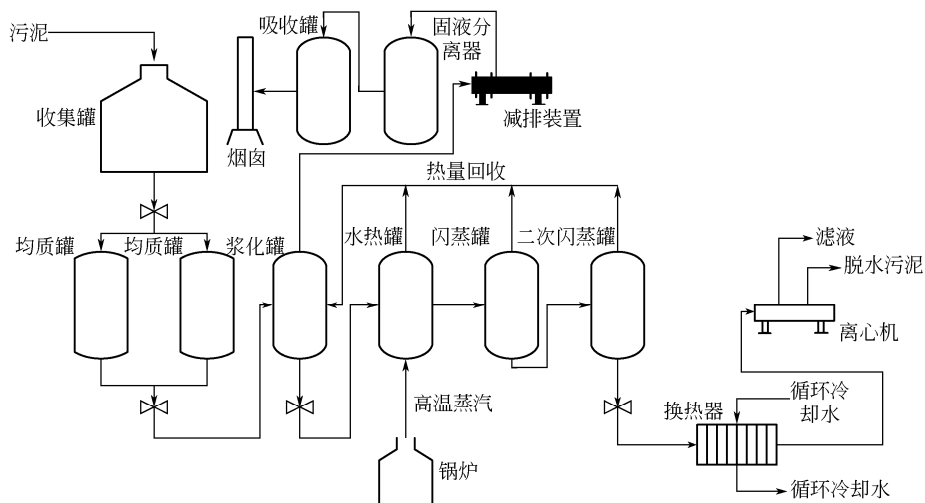 污泥
吸收罐
固液分
离器
收集罐
减排装置
烟囱
热量回收
均质罐
均质罐
浆化罐
水热罐
闪蒸罐
二次闪蒸罐
滤液
脱水污泥
离心机
高温蒸汽
换热器
循环冷
却水
锅炉
循环冷却水